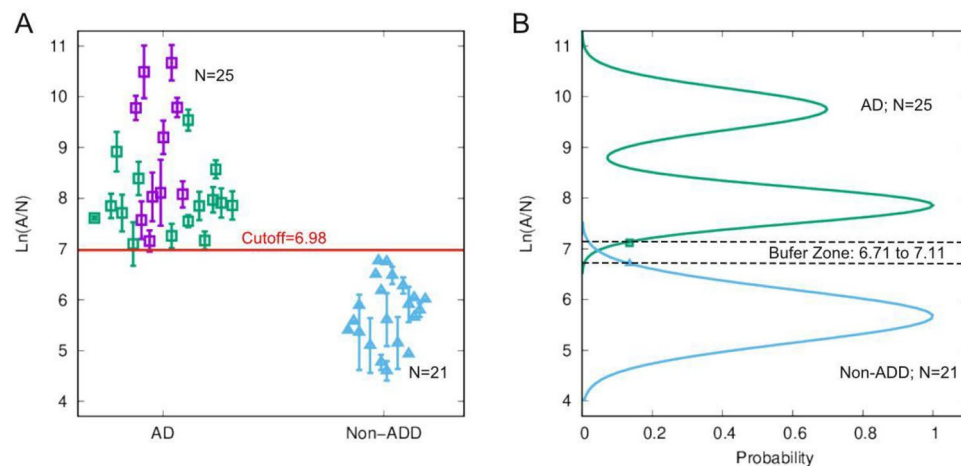 A
B
11
10
9
8
7
6
5
4
Ln(A/N)
N=25
Cutoff=6.98
N=21
AD
Non–ADD
11
10
9
8
7
6
5
4
Ln(A/N)
AD; N=25
Bufer Zone: 6.71 to 7.11
Non-ADD; N=21
0 0.2 0.4 0.6 0.8 1
Probability